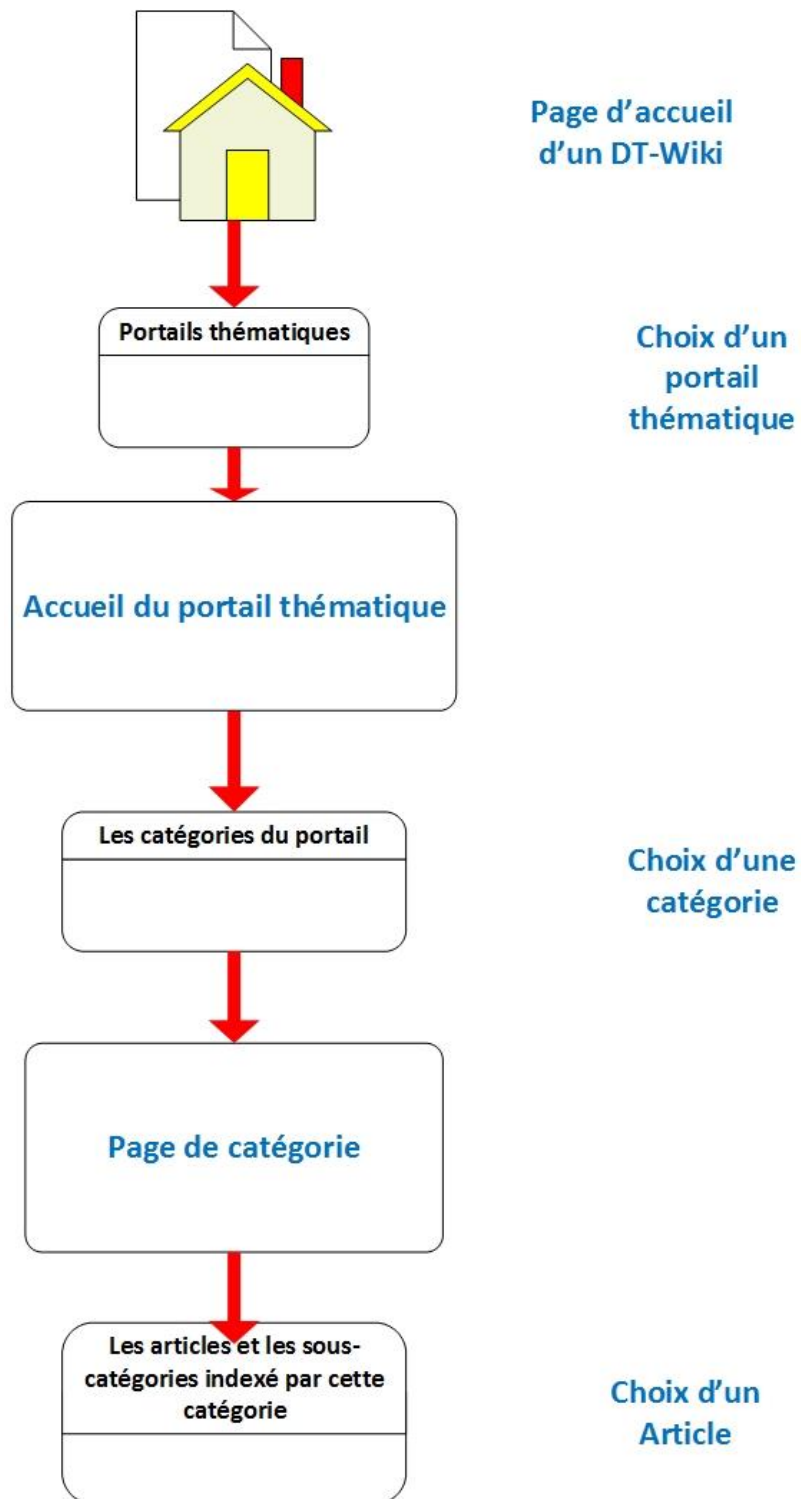 Page d’accueil
d’un DT-Wiki
Portails thématiques
Choix d’un
portail
thématique
Accueil du portail thématique
Les catégories du portail
Choix d’une
catégorie
Page de catégorie
Les articles et les sous-
catégories indexé par cette
catégorie
Choix d’un
Article